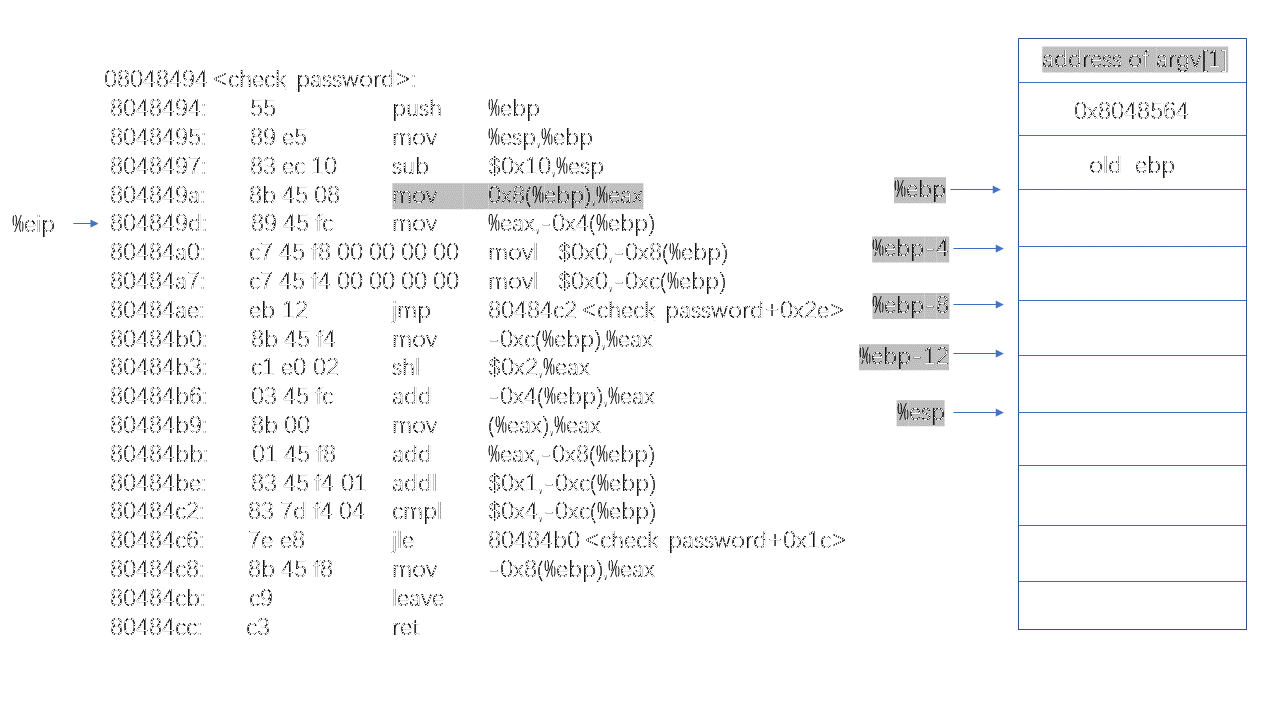 08048494 <check password>:
8048494: 55 push %ebp
8048495: 89 e5 mov %esp,%ebp
8048497: 83 ec 10 sub $0x10,%esp
804849a: 8b 45 08 mov 0x8(%ebp),%eax
%eip 804849d: 89 45 fc mov %eax,-0x4(%ebp)
80484a0: c7 45 f8 00 00 00 00 movl $0x0,-0x8(%ebp)
80484a7: c7 45 f4 00 00 00 00 movl $0x0,-0xc(%ebp)
80484ae: eb 12 jmp 80484c2 <check password+0x2e>
80484b0: 8b 45 f4 mov -0xc(%ebp),%eax
80484b3: c1 e0 02 shl $0x2,%eax
80484b6: 03 45 fc add -0x4(%ebp),%eax
80484b9: 8b 00 mov (%eax),%eax
80484bb: 01 45 f8 add %eax,-0x8(%ebp)
80484be: 83 45 f4 01 addl $0x1,-0xc(%ebp)
80484c2: 83 7d f4 04 cmpl $0x4,-0xc(%ebp)
80484c6: 7e e8 jle 80484b0 <check password+0x1c>
80484c8: 8b 45 f8 mov -0x8(%ebp),%eax
80484cb: c9 leave
80484cc: c3 ret
address of argv[1]
0x8048564
old ebp
%ebp
%ebp-4
%ebp-8
%ebp-12
%esp